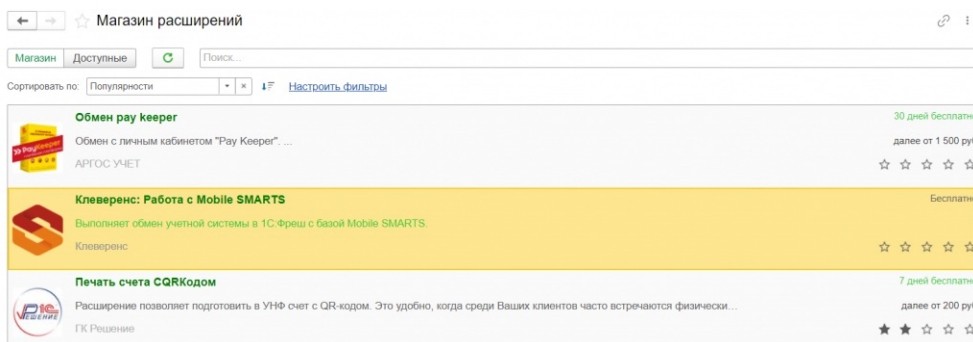 Магазин расширений
Магазин Доступные Поиск...
Сортировать по: Популярности Настроить фильтры
Обмен pay keeper 30 дней бесплатн
Обмен с личным кабинетом "Pay Keeper". ... далее от 1 500 руб
АРГОС УЧЕТ
PayKeeper
Клеверенс: Работа с Mobile SMARTS Бесплатн
Выполняет обмен учетной системы в 1С:Фреш с базой Mobile SMARTS.
Клеверенс
Печать счета CQRКодом 7 дней бесплатн
Расширение позволяет подготовить в УНФ счет с QR-кодом. Это удобно, когда среди Ваших клиентов часто встречаются физически... далее от 200 руб
ГК Решение